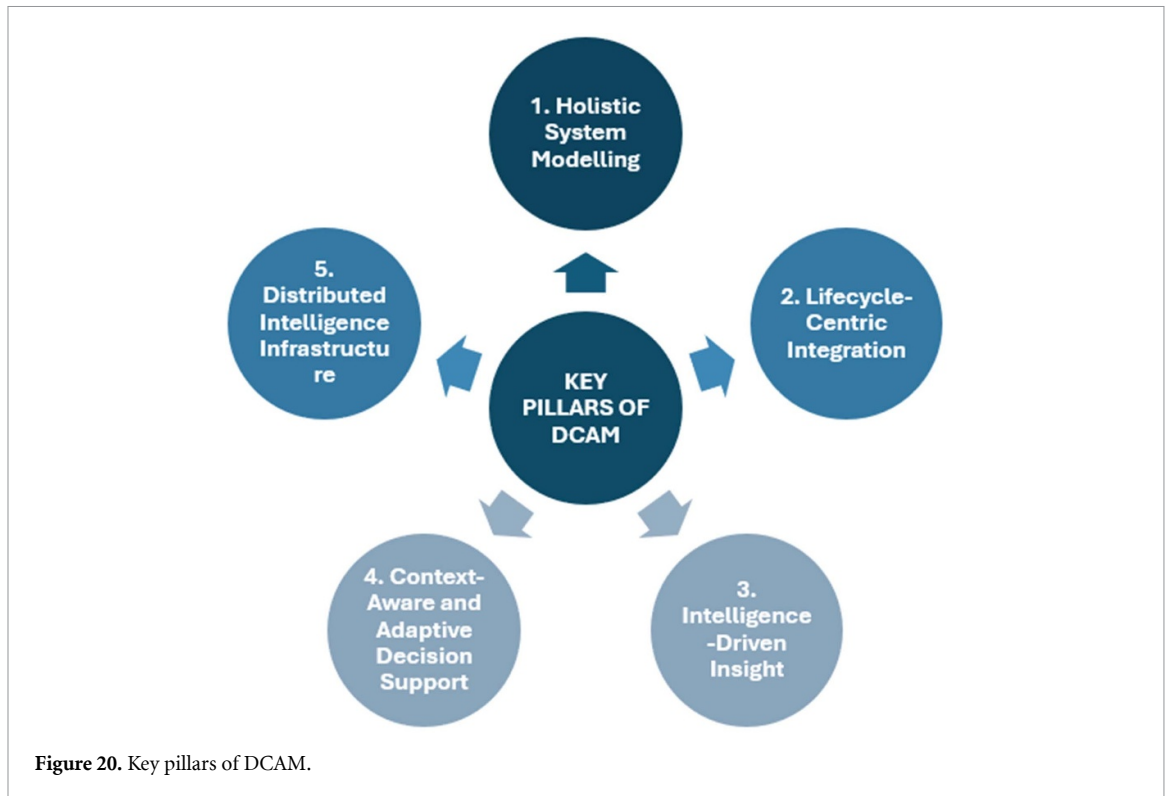 1. Holistic
System
Modelling
5.
Distributed
Intelligence
Infrastructu
re
2. Lifecycle-
Centric
Integration
KEY
PILLARS OF
DCAM
4. Context-
Aware and
Adaptive
Decision
Support
3.
Intelligence
-Driven
Insight
Figure 20. Key pillars of DCAM.